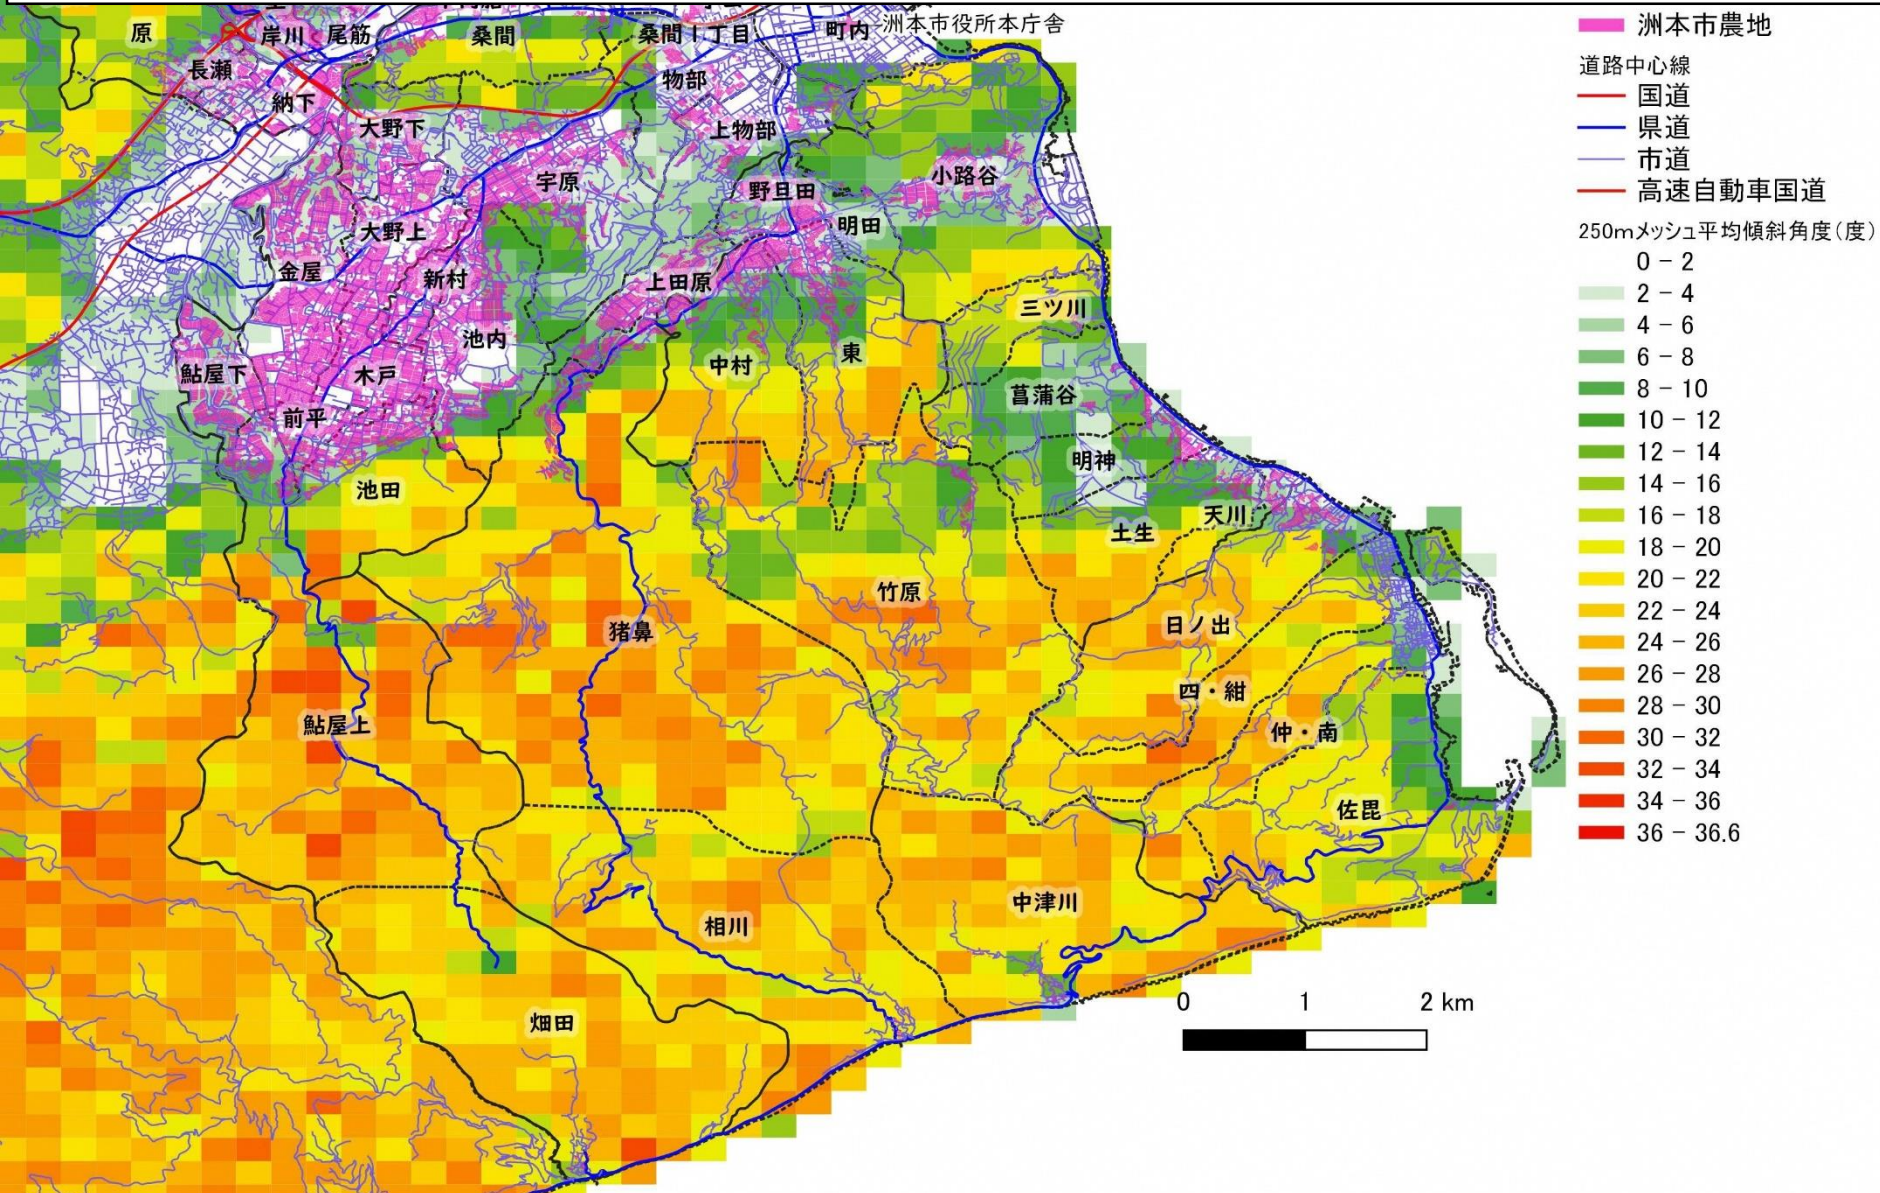 洲本市役所本庁舎
原
岸川
尾筋
桑間
桑間1丁目
町内
長瀬
物部
納下
大野下
上物部
宇原
野旦田
小路谷
大野上
明田
金屋
新村
上田原
三ツ川
池内
中村
東
鮎屋下
木戸
菖蒲谷
前平
明神
池田
天川
土生
竹原
猪鼻
日ノ出
四・紺
鮎屋上
仲・南
佐毘
中津川
相川
畑田
0 1 2 km
洲本市農地
道路中心線
国道
県道
市道
高速自動車国道
250mメッシュ平均傾斜角度(度)
0 - 2
2 - 4
4 - 6
6 - 8
8 - 10
10 - 12
12 - 14
14 - 16
16 - 18
18 - 20
20 - 22
22 - 24
24 - 26
26 - 28
28 - 30
30 - 32
32 - 34
34 - 36
36 - 36.6